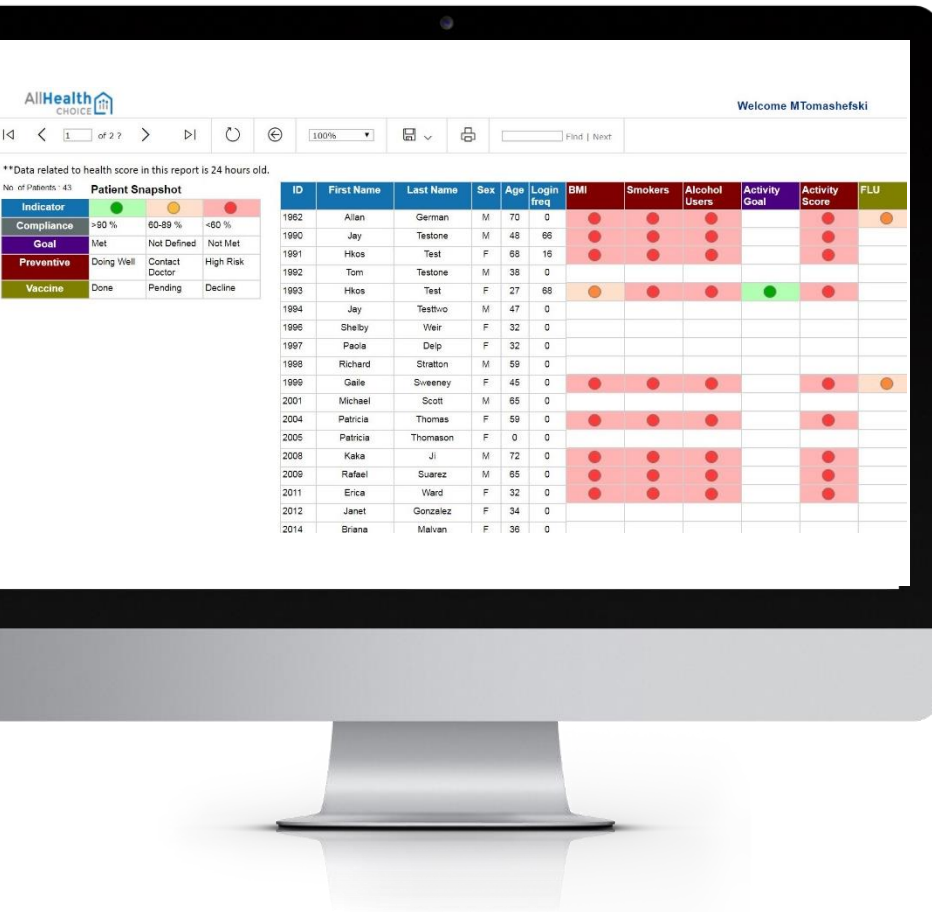 AllHealth
CHOICE
Welcome MTomashefski
1 of 2 ? 100% Find | Next
**Data related to health score in this report is 24 hours old.
No. of Patients : 43 Patient Snapshot
Indicator
Compliance >90 % 60-89 % <60 %
Goal Met Not Defined Not Met
Preventive Doing Well Contact Doctor High Risk
Vaccine Done Pending Decline
ID First Name Last Name Sex Age Login freq BMI Smokers Alcohol Users Activity Goal Activity Score FLU
1962 Allan German M 70 0
1990 Jay Testone M 48 66
1991 Hkos Test F 68 16
1992 Tom Testone M 38 0
1993 Hkos Test F 27 68
1994 Jay Testtwo M 47 0
1996 Shelby Weir F 32 0
1997 Paola Delp F 32 0
1998 Richard Stratton M 59 0
1999 Gaile Sweeney F 45 0
2001 Michael Scott M 65 0
2004 Patricia Thomas F 59 0
2005 Patricia Thomason F 0 0
2008 Kaka Ji M 72 0
2009 Rafael Suarez M 65 0
2011 Erica Ward F 32 0
2012 Janet Gonzalez F 34 0
2014 Briana Malvan F 36 0